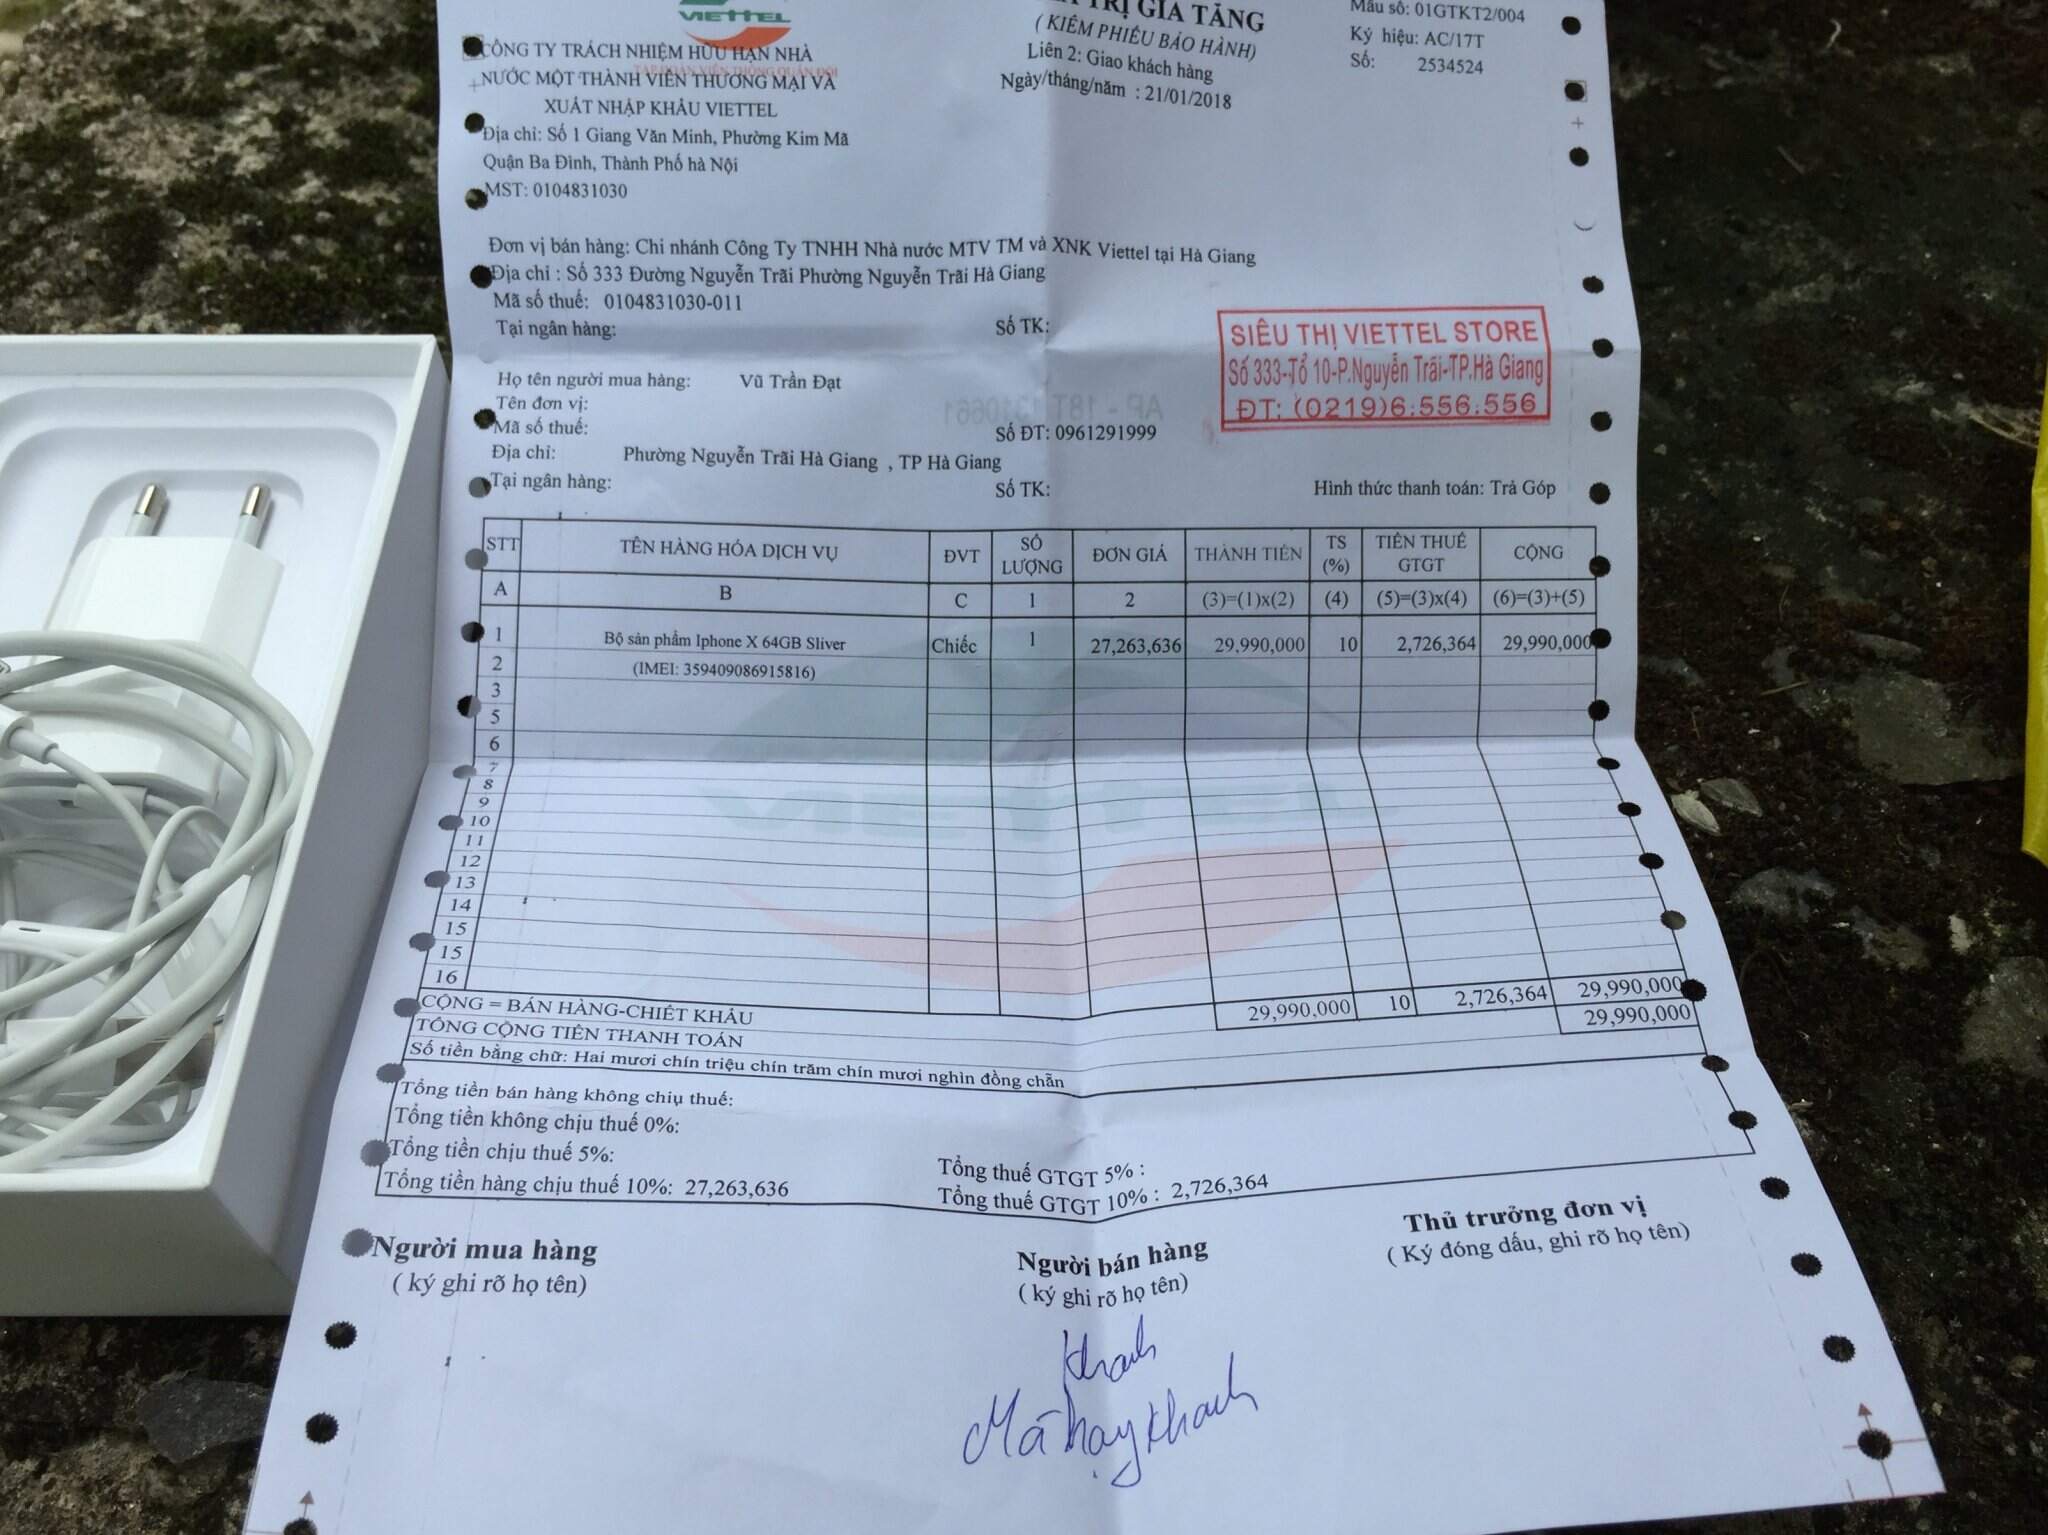 VIETTEL
TẬP ĐOÀN VIỄN THÔNG QUÂN ĐỘI
CÔNG TY TRÁCH NHIỆM HỮU HẠN NHÀ
NƯỚC MỘT THÀNH VIÊN THƯƠNG MẠI VÀ
XUẤT NHẬP KHẨU VIETTEL
Địa chỉ: Số 1 Giang Văn Minh, Phường Kim Mã
Quận Ba Đình, Thành Phố hà Nội
MST: 0104831030
TRỊ GIA TĂNG
( KIÊM PHIẾU BẢO HÀNH)
Liên 2: Giao khách hàng
Ngày/tháng/năm : 21/01/2018
Mẫu số: 01GTKT2/004
Ký hiệu: AC/17T
Số: 2534524
Đơn vị bán hàng: Chi nhánh Công Ty TNHH Nhà nước MTV TM và XNK Viettel tại Hà Giang
Địa chỉ : Số 333 Đường Nguyễn Trãi Phường Nguyễn Trãi Hà Giang
Mã số thuế: 0104831030-011
Tại ngân hàng: Số TK:
SIÊU THỊ VIETTEL STORE
Số 333-Tổ 10-P.Nguyễn Trãi-TP.Hà Giang
ĐT: (0219)6.556.556
Họ tên người mua hàng: Vũ Trần Đạt
Tên đơn vị:
Mã số thuế: Số ĐT: 0961291999
Địa chỉ: Phường Nguyễn Trãi Hà Giang , TP Hà Giang
Tại ngân hàng: Số TK: Hình thức thanh toán: Trả Góp
STT TÊN HÀNG HÓA DỊCH VỤ ĐVT SỐ LƯỢNG ĐƠN GIÁ THÀNH TIỀN TS (%) TIỀN THUẾ GTGT CỘNG
A B C 1 2 (3)=(1)x(2) (4) (5)=(3)x(4) (6)=(3)+(5)
1 Bộ sản phẩm Iphone X 64GB Sliver Chiếc 1 27,263,636 29,990,000 10 2,726,364 29,990,000
2 (IMEI: 359409086915816)
3
5
6
7
8
9
10
11
12
13
14
15
15
16
CỘNG = BÁN HÀNG-CHIẾT KHẤU 29,990,000 10 2,726,364 29,990,000
TỔNG CỘNG TIỀN THANH TOÁN 29,990,000
Số tiền bằng chữ: Hai mươi chín triệu chín trăm chín mươi nghìn đồng chẵn
Tổng tiền bán hàng không chịu thuế:
Tổng tiền không chịu thuế 0%:
Tổng tiền chịu thuế 5%: Tổng thuế GTGT 5% :
Tổng tiền hàng chịu thuế 10%: 27,263,636 Tổng thuế GTGT 10% : 2,726,364
Người mua hàng Người bán hàng Thủ trưởng đơn vị
( ký ghi rõ họ tên) ( ký ghi rõ họ tên) ( Ký đóng dấu, ghi rõ họ tên)
Khanh